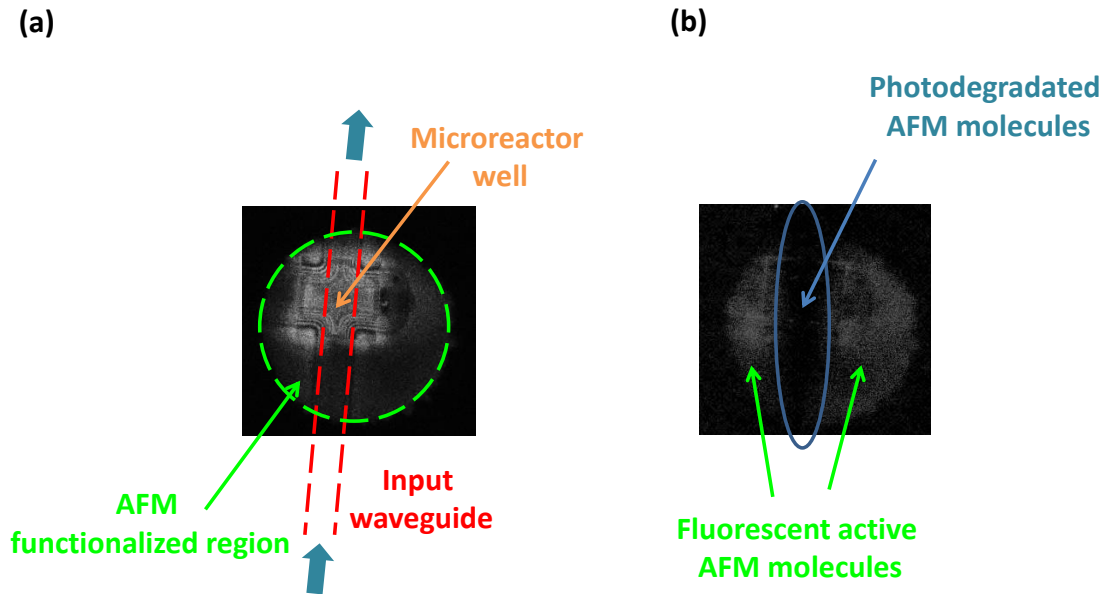 (a)
Microreactor
well
AFM
functionalized region
Input
waveguide
(b)
Photodegradated
AFM molecules
Fluorescent active
AFM molecules